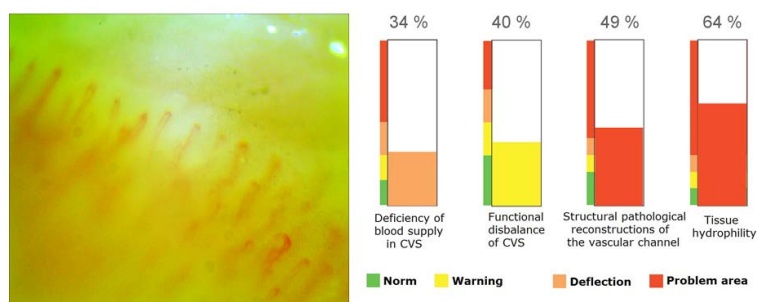 34 %
40 %
49 %
64 %
Deficiency of
blood supply
in CVS
Functional
disbalance
of CVS
Structural pathological
reconstructions of
the vascular channel
Tissue
hydrophility
Norm
Warning
Deflection
Problem area